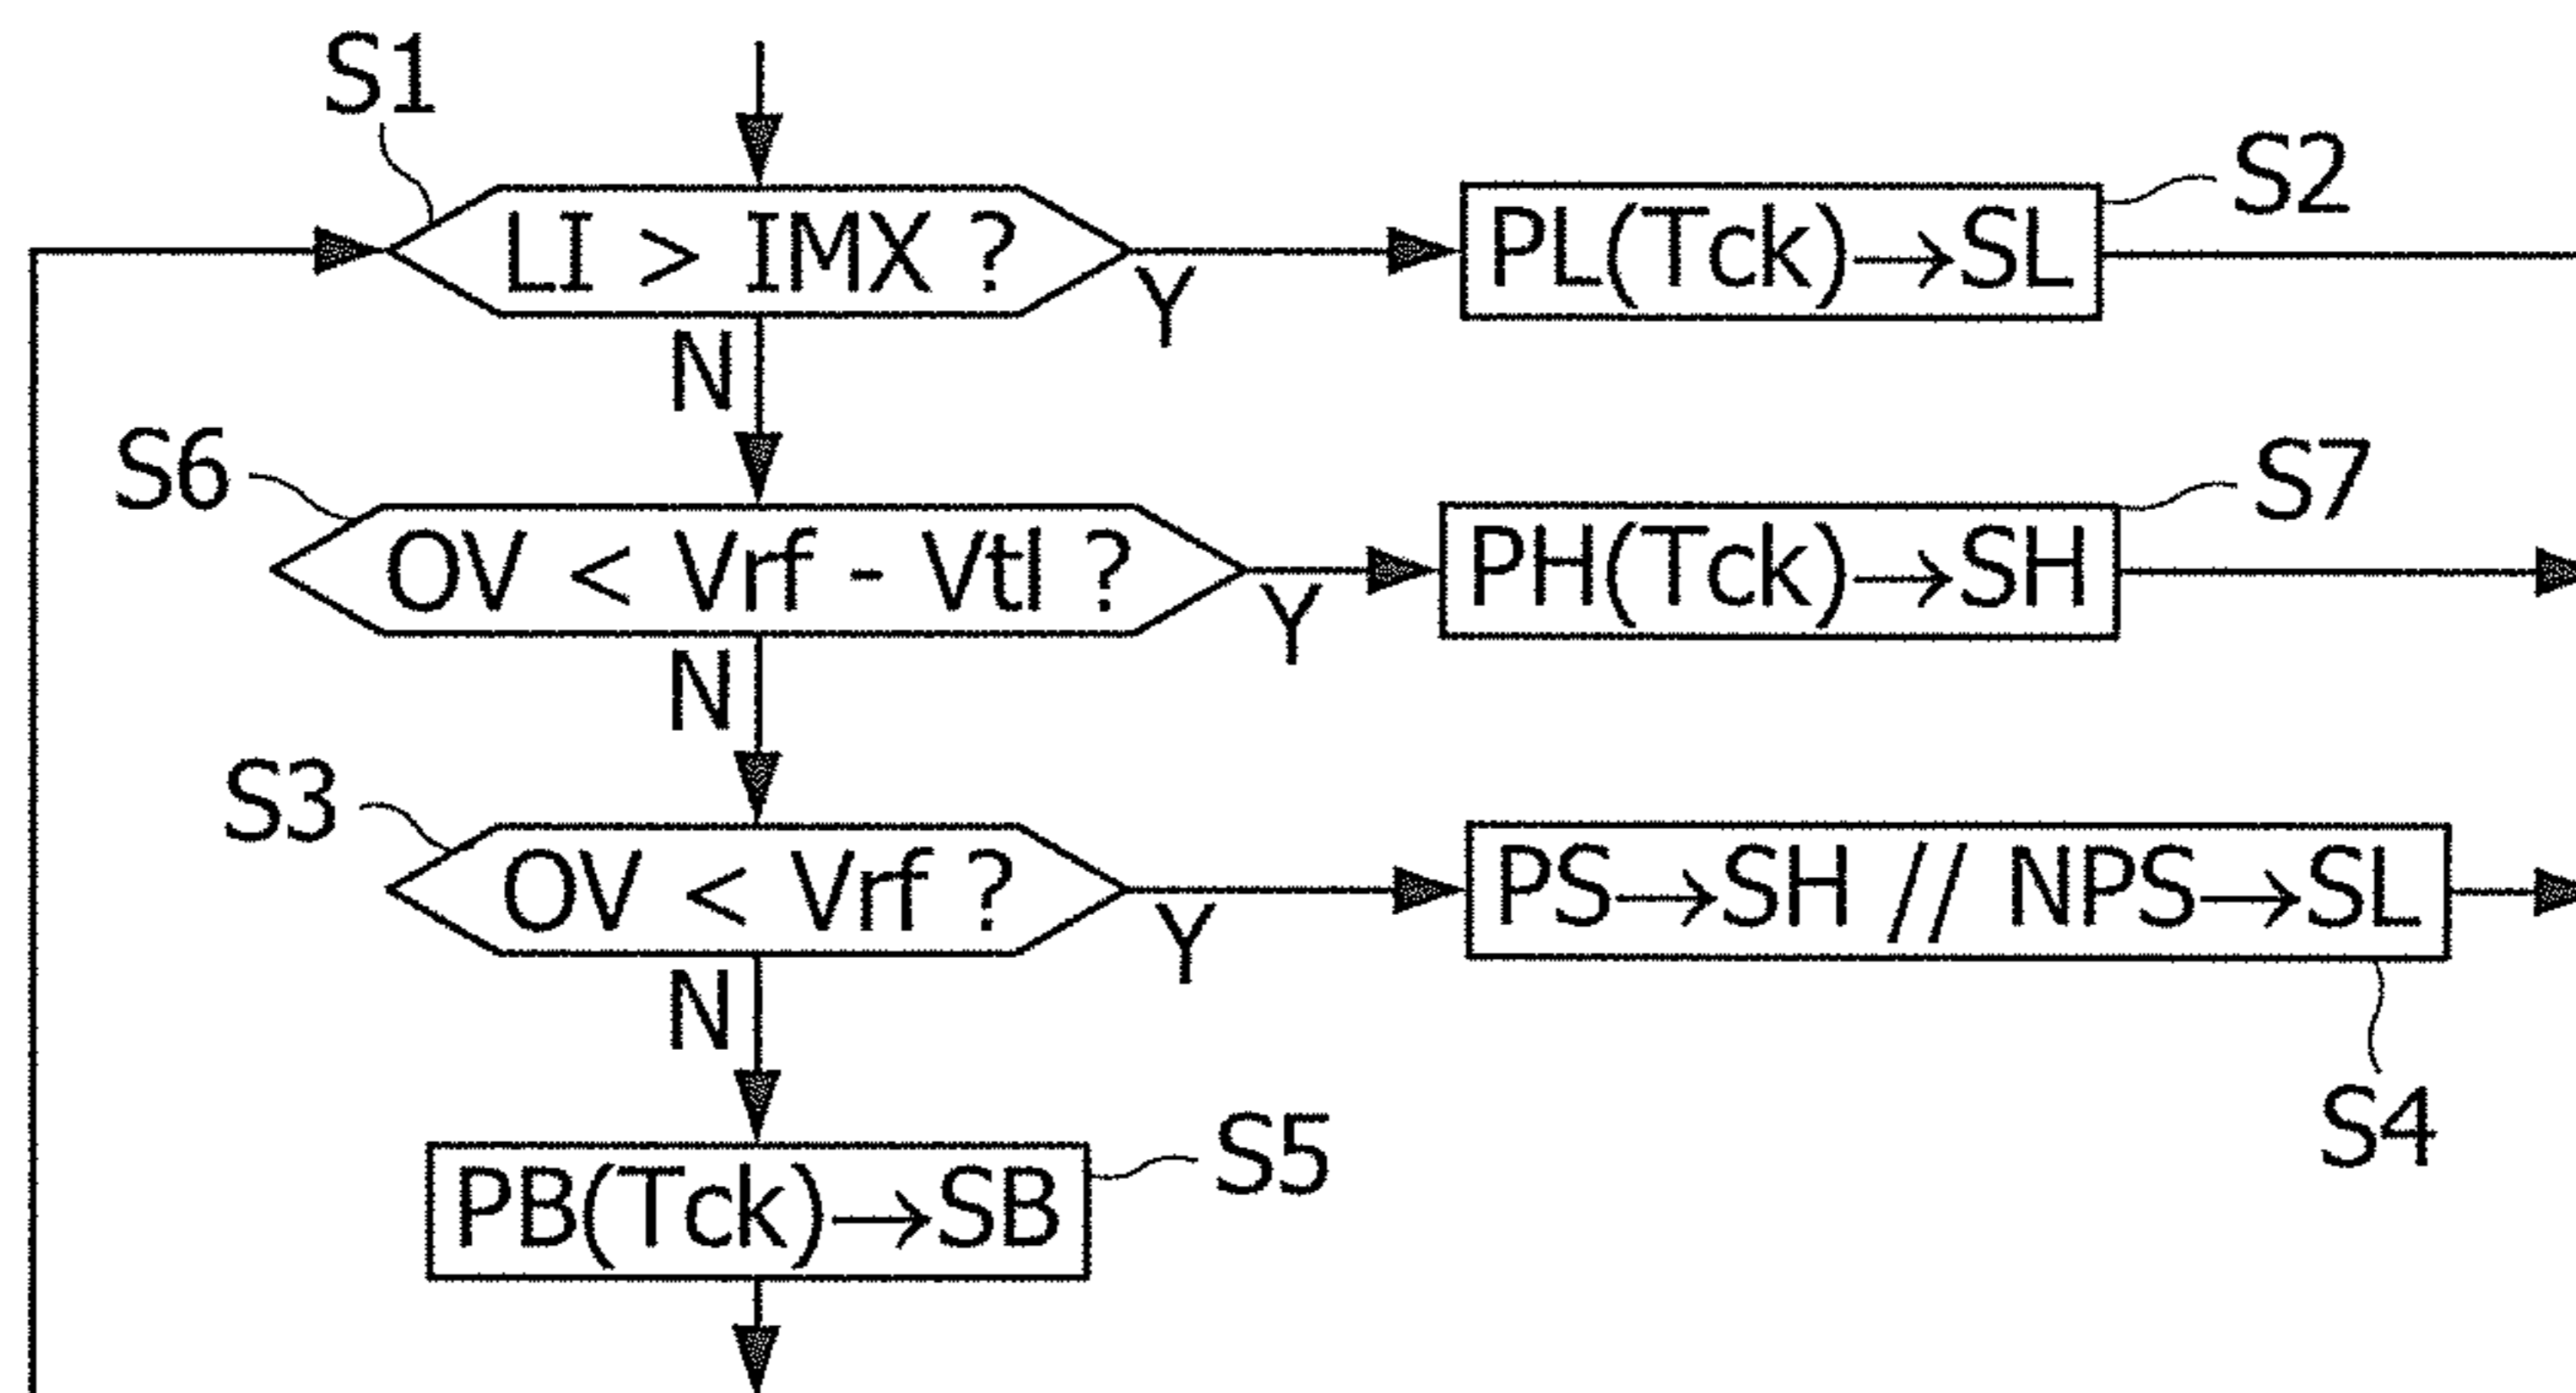 S1
LI > IMX ?
Y
PL(Tck)→SL
S2
N
S6
OV < Vrf - Vtl ?
Y
PH(Tck)→SH
S7
N
S3
OV < Vrf ?
Y
PS→SH // NPS→SL
S4
N
PB(Tck)→SB
S5